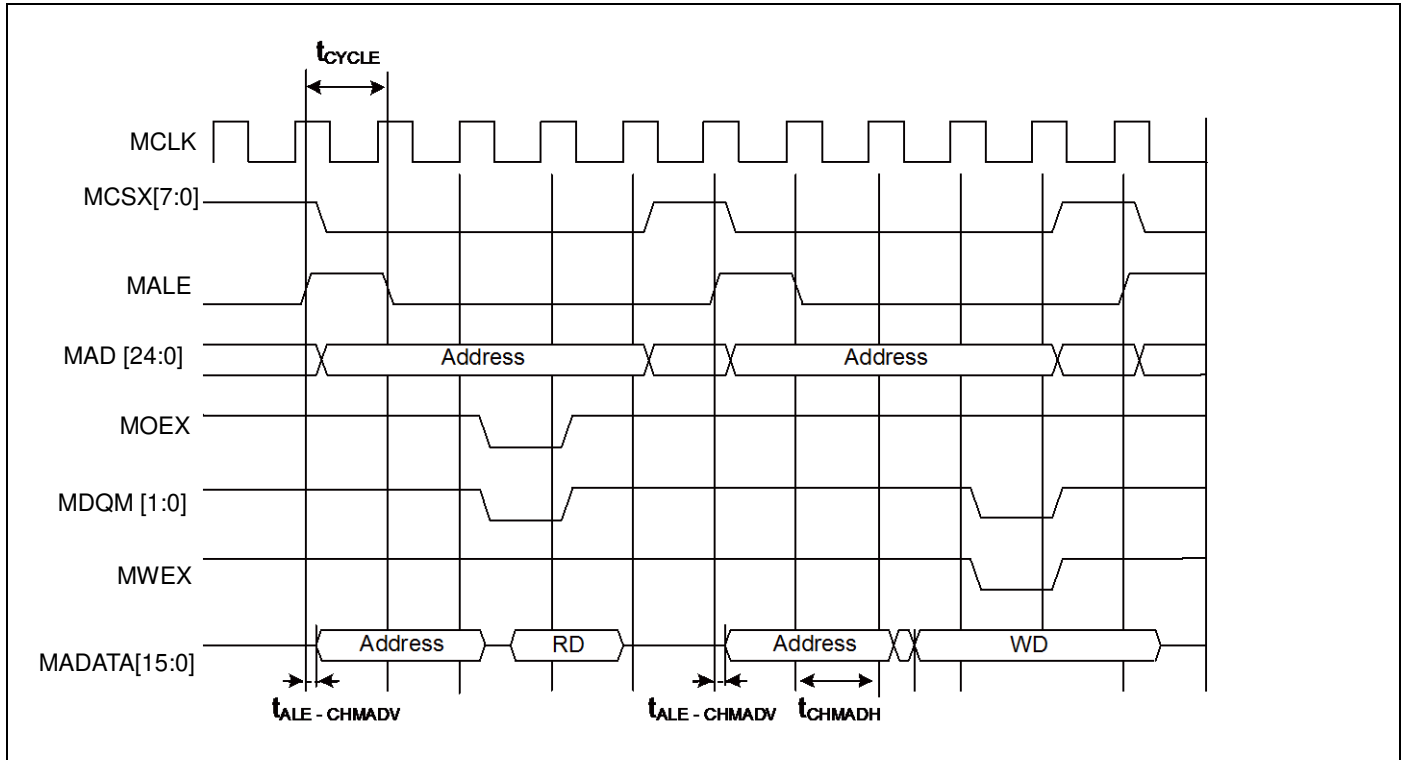 tCYCLE
MCLK
MCSX[7:0]
MALE
MAD [24:0] Address Address
MOEX
MDQM [1:0]
MWEX
MADATA[15:0] Address RD Address WD
tALE - CHMADV tALE - CHMADV tCHMADH